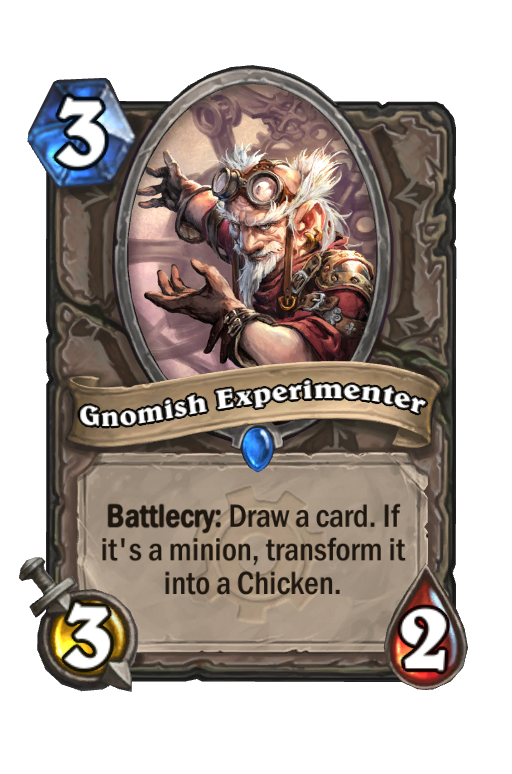 3
Gnomish Experimenter
Battlecry: Draw a card. If
it's a minion, transform it
into a Chicken.
3
2